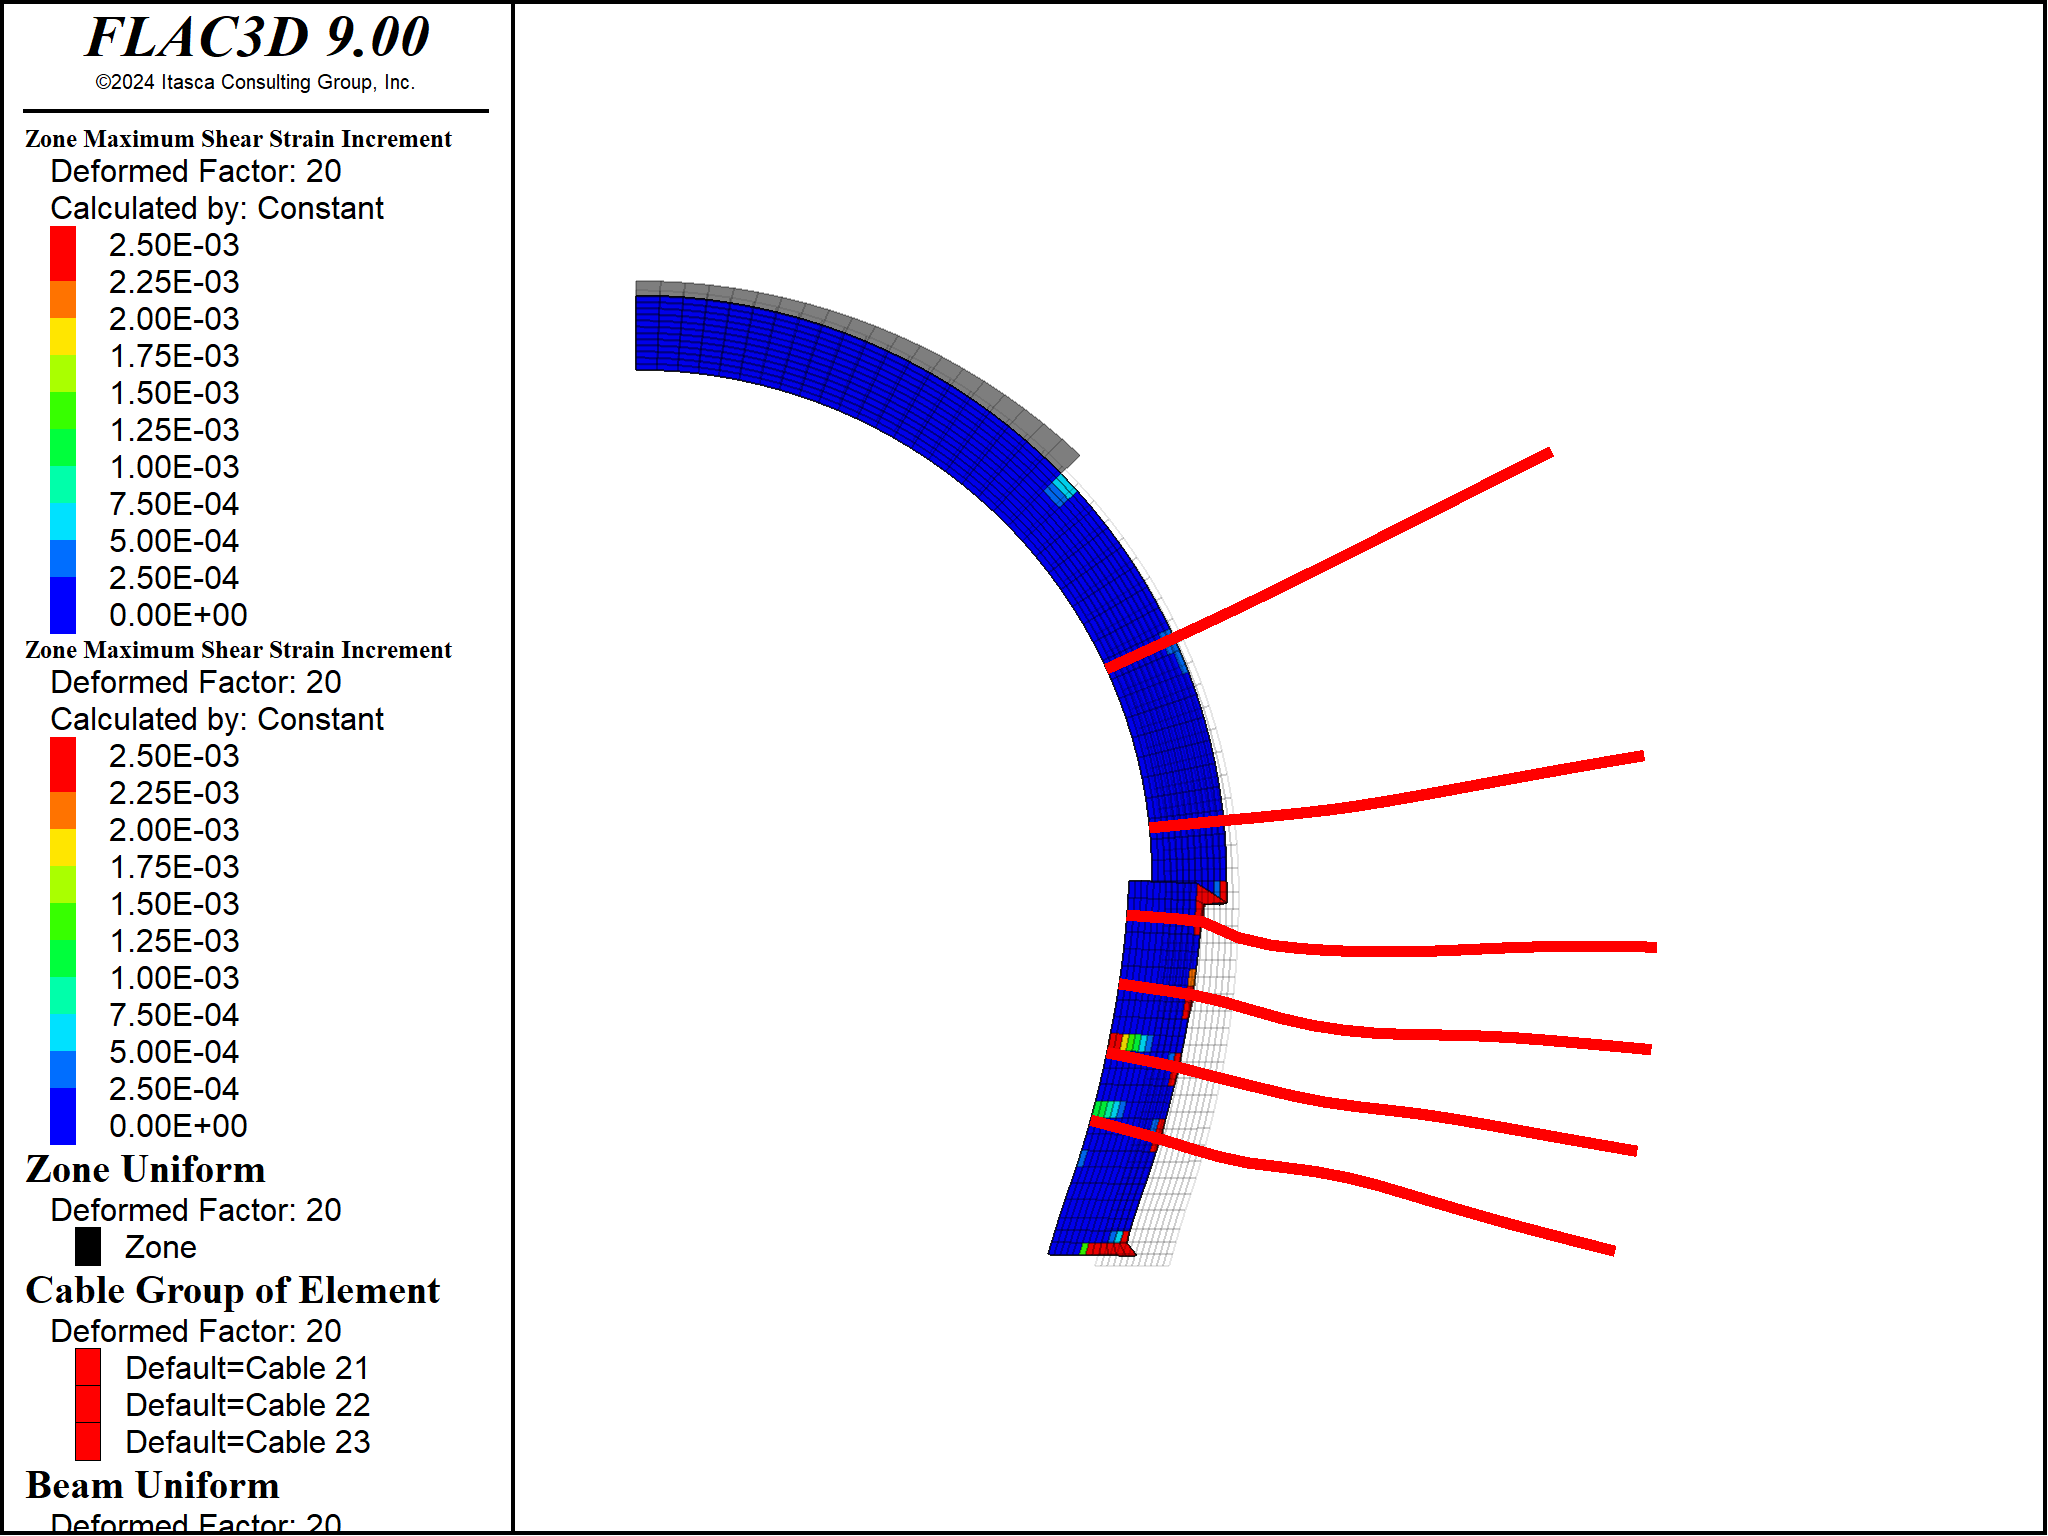 FLAC3D 9.00
©2024 Itasca Consulting Group, Inc.
Zone Maximum Shear Strain Increment
Deformed Factor: 20
Calculated by: Constant
2.50E-03
2.25E-03
2.00E-03
1.75E-03
1.50E-03
1.25E-03
1.00E-03
7.50E-04
5.00E-04
2.50E-04
0.00E+00
Zone Maximum Shear Strain Increment
Deformed Factor: 20
Calculated by: Constant
2.50E-03
2.25E-03
2.00E-03
1.75E-03
1.50E-03
1.25E-03
1.00E-03
7.50E-04
5.00E-04
2.50E-04
0.00E+00
Zone Uniform
Deformed Factor: 20
Zone
Cable Group of Element
Deformed Factor: 20
Default=Cable 21
Default=Cable 22
Default=Cable 23
Beam Uniform
Deformed Factor: 20